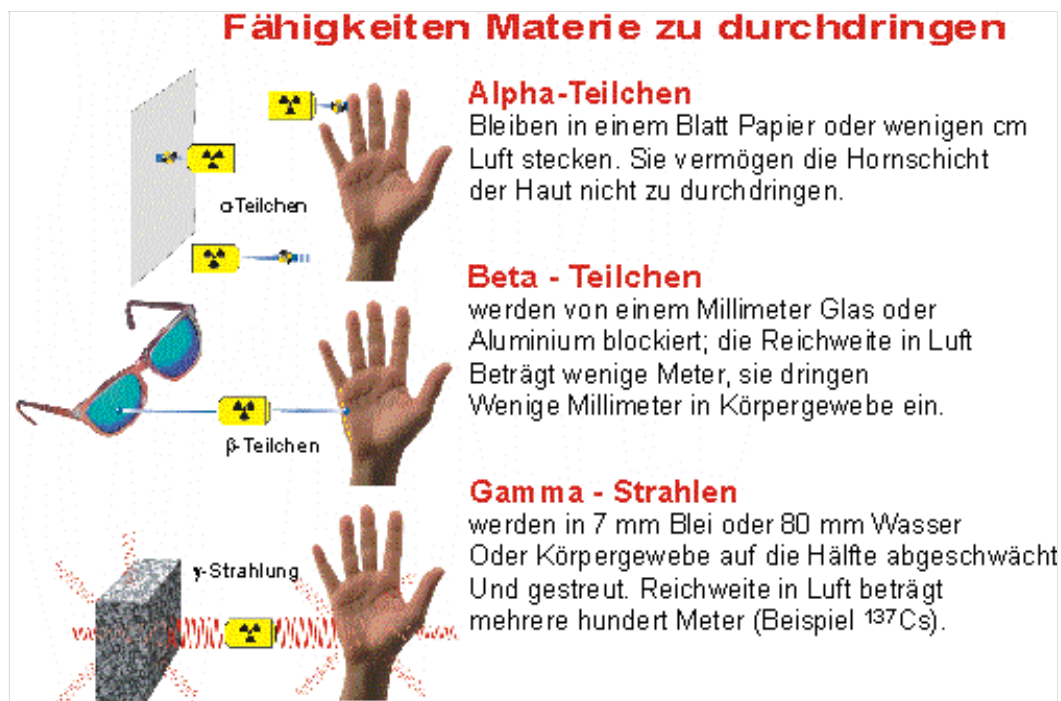 Fähigkeiten Materie zu durchdringen
Alpha-Teilchen
Bleiben in einem Blatt Papier oder wenigen cm
Luft stecken. Sie vermögen die Hornschicht
der Haut nicht zu durchdringen.
α-Teilchen
Beta - Teilchen
werden von einem Millimeter Glas oder
Aluminium blockiert; die Reichweite in Luft
Beträgt wenige Meter, sie dringen
Wenige Millimeter in Körpergewebe ein.
β-Teilchen
Gamma - Strahlen
werden in 7 mm Blei oder 80 mm Wasser
Oder Körpergewebe auf die Hälfte abgeschwächt
Und gestreut. Reichweite in Luft beträgt
mehrere hundert Meter (Beispiel ¹³⁷Cs).
γ-Strahlung